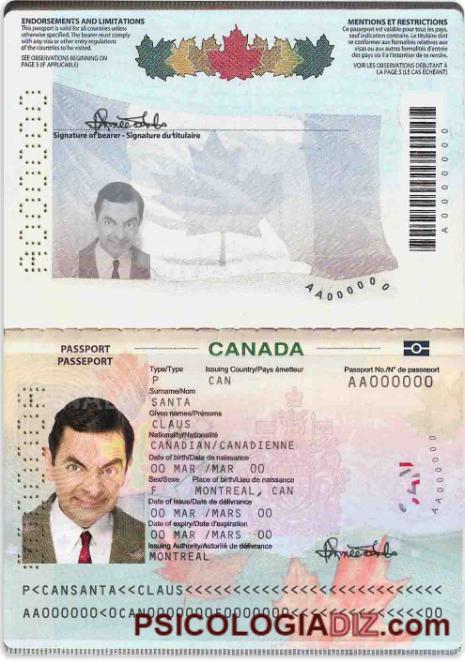 ENDORSEMENTS AND LIMITATIONS
This passport is valid for all countries unless
otherwise specified. The bearer must comply
with any visa or other entry regulations
of the countries to be visited.
SEE OBSERVATIONS BEGINNING ON
PAGE 5 (IF APPLICABLE)
MENTIONS ET RESTRICTIONS
Ce passeport est valable pour tous les pays,
sauf indication contraire. Le titulaire doit
se conformer aux formalités relatives aux
visas ou aux autres formalités d'entrée
des pays où il a l'intention de se rendre.
VOIR LES OBSERVATIONS DÉBUTANT À
LA PAGE 5 (LE CAS ÉCHÉANT)
Signature of bearer - Signature du titulaire
A0000000
AA000000
PASSPORT
PASSEPORT
CANADA
Type/Type Issuing Country/Pays émetteur Passport No./N° de passeport
P CAN AA000000
Surname/Nom
SANTA
Given names/Prénoms
CLAUS
Nationality/Nationalité
CANADIAN/CANADIENNE
Date of birth/Date de naissance
00 MAR /MAR 00
Sex/Sexe Place of birth/Lieu de naissance
F MONTREAL, CAN
Date of issue/Date de délivrance
00 MAR /MARS 00
Date of expiry/Date d'expiration
00 MAR /MARS 00
Issuing Authority/Autorité de délivrance
MONTREAL
P<CANSANTA<<CLAUS<<<<<<<<<<<<<<<<<<<<<<<<<<
PSICOLOGIADIZ.com